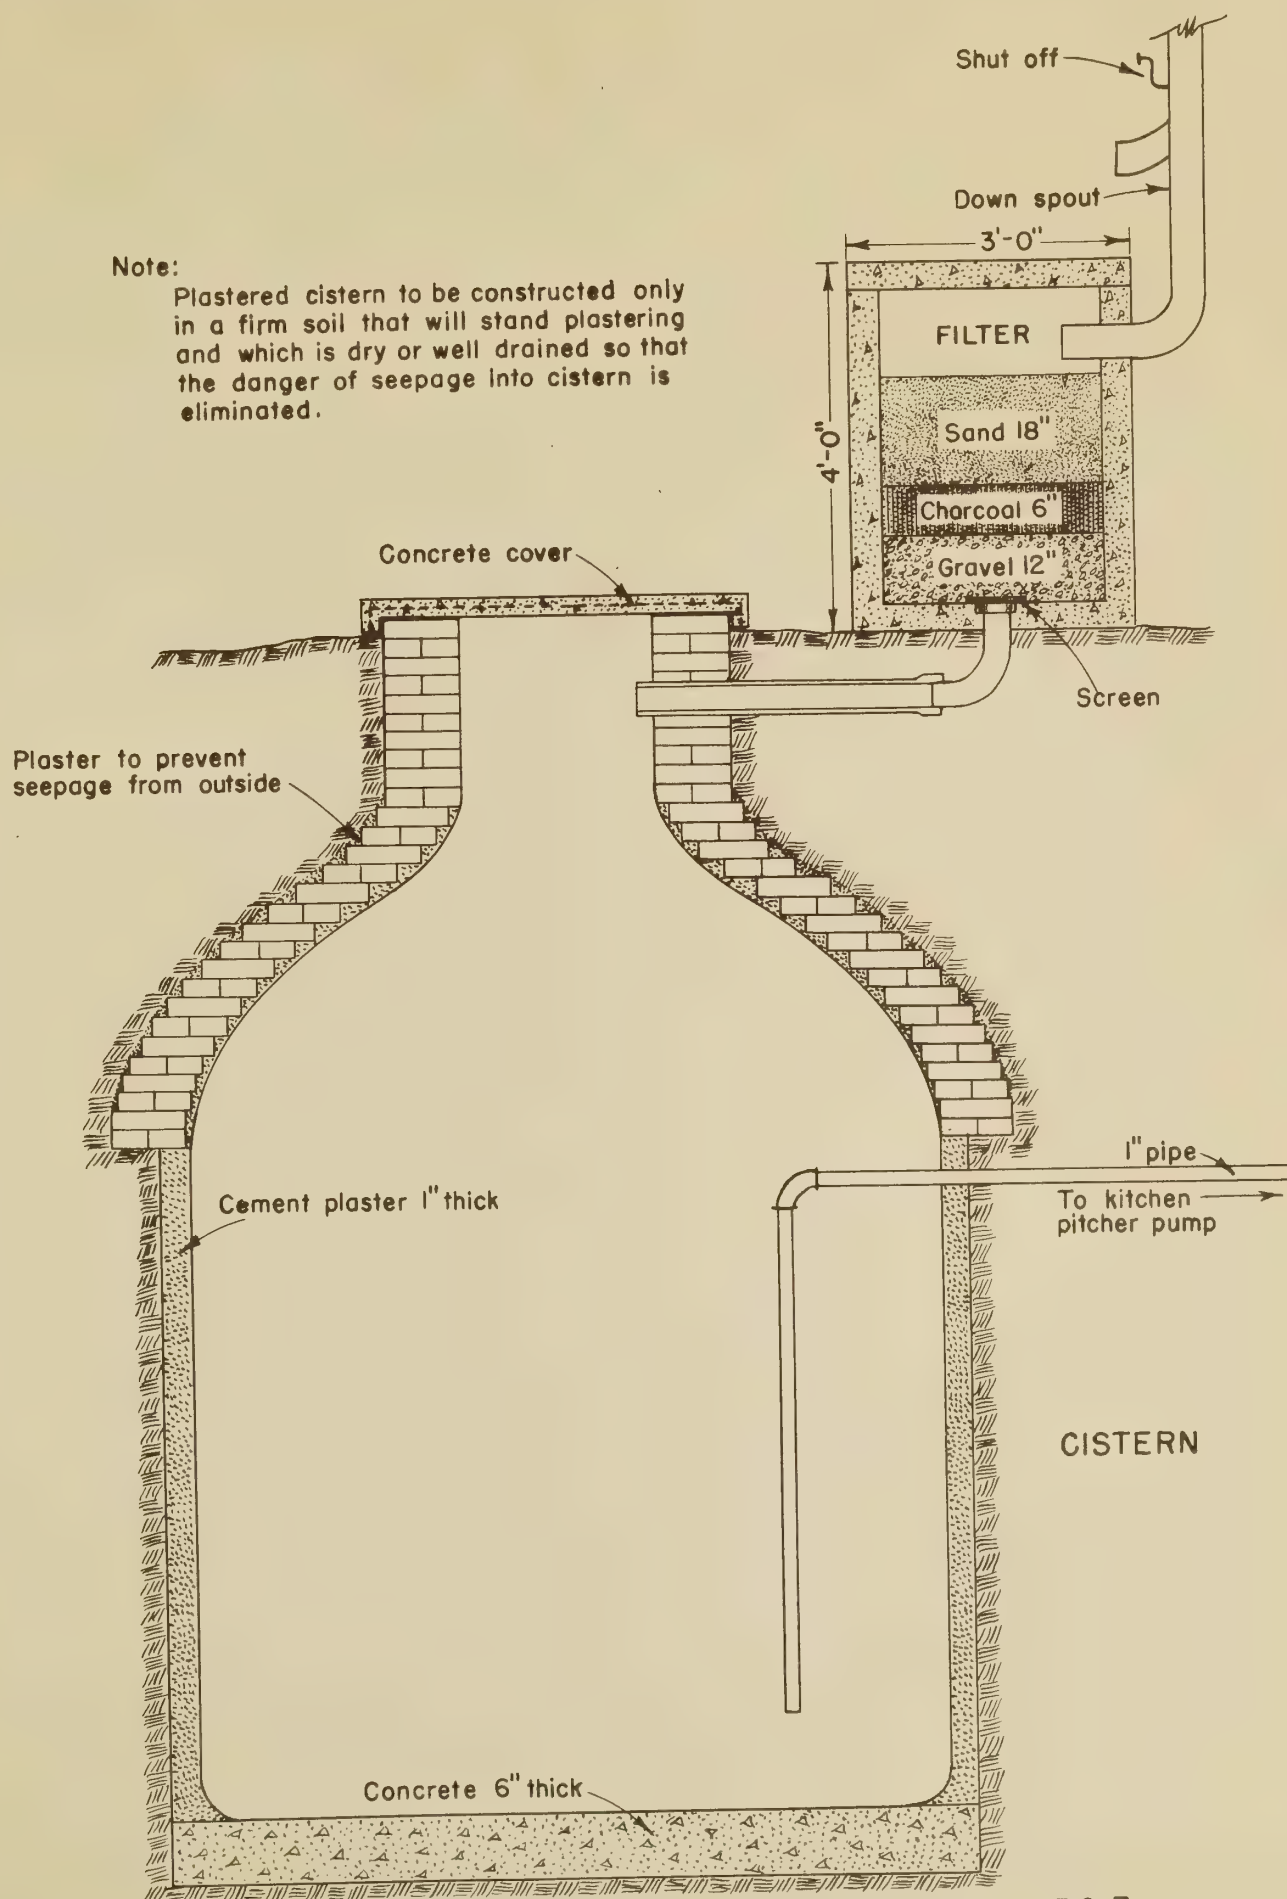 Shut off
Down spout
3'-0"
Note:
Plastered cistern to be constructed only
in a firm soil that will stand plastering
and which is dry or well drained so that
the danger of seepage into cistern is
eliminated.
FILTER
4'-0"
Sand 18"
Charcoal 6"
Gravel 12"
Concrete cover
Screen
Plaster to prevent
seepage from outside
1" pipe
To kitchen
pitcher pump
Cement plaster 1" thick
CISTERN
Concrete 6" thick